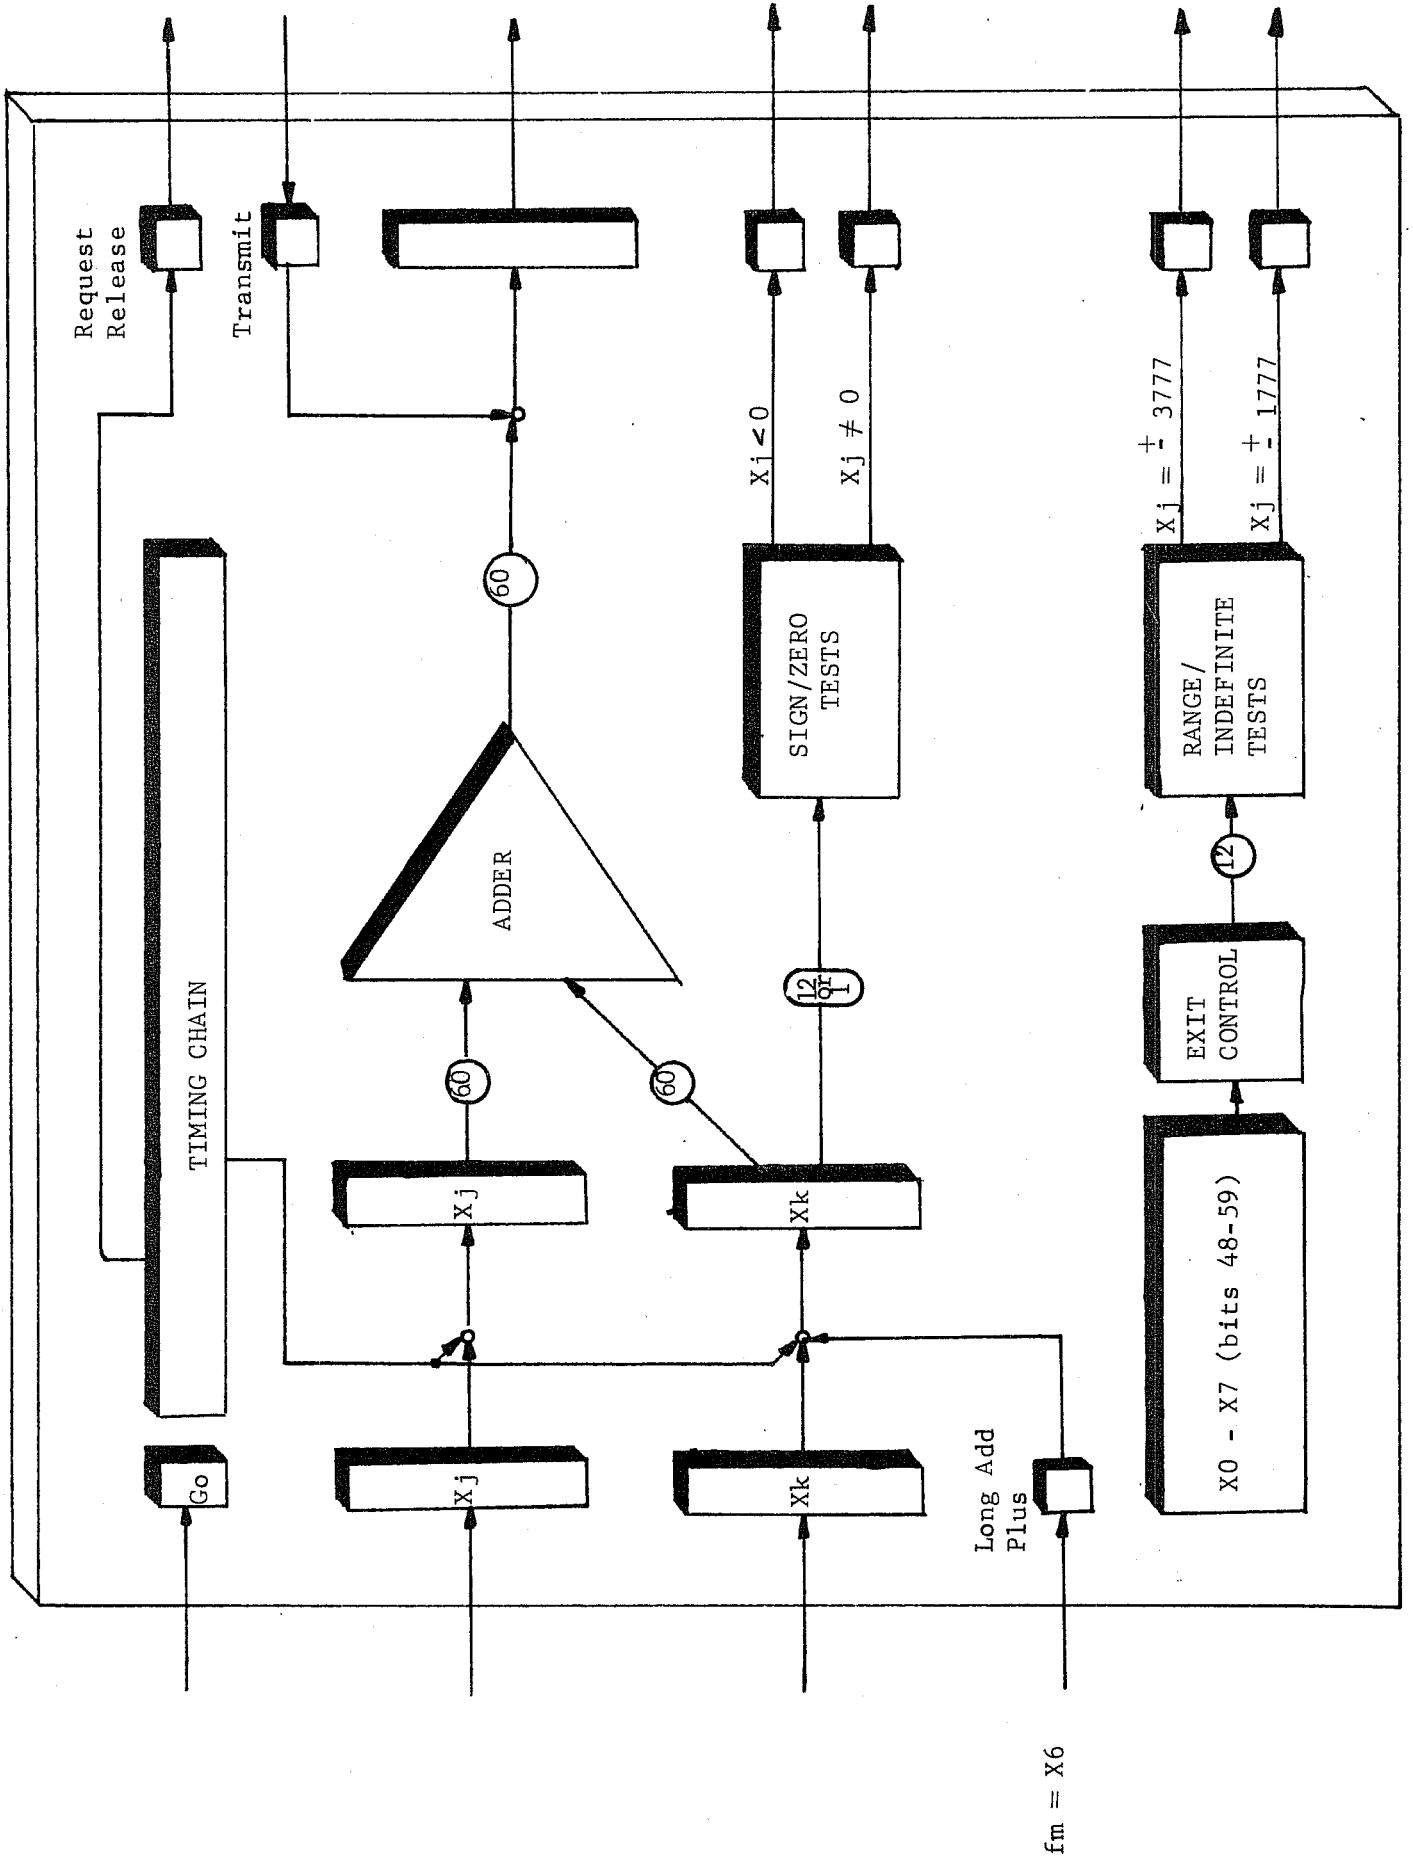 Request
Release
Transmit
Go
TIMING CHAIN
Xj
Xj
60
ADDER
60
Xk
Xk
60
12
or
1
SIGN/ZERO
TESTS
Xj < 0
Xj ≠ 0
Long Add
Plus
fm = X6
X0 - X7 (bits 48-59)
EXIT
CONTROL
12
RANGE/
INDEFINITE
TESTS
Xj = ± 3777
Xj = ± 1777